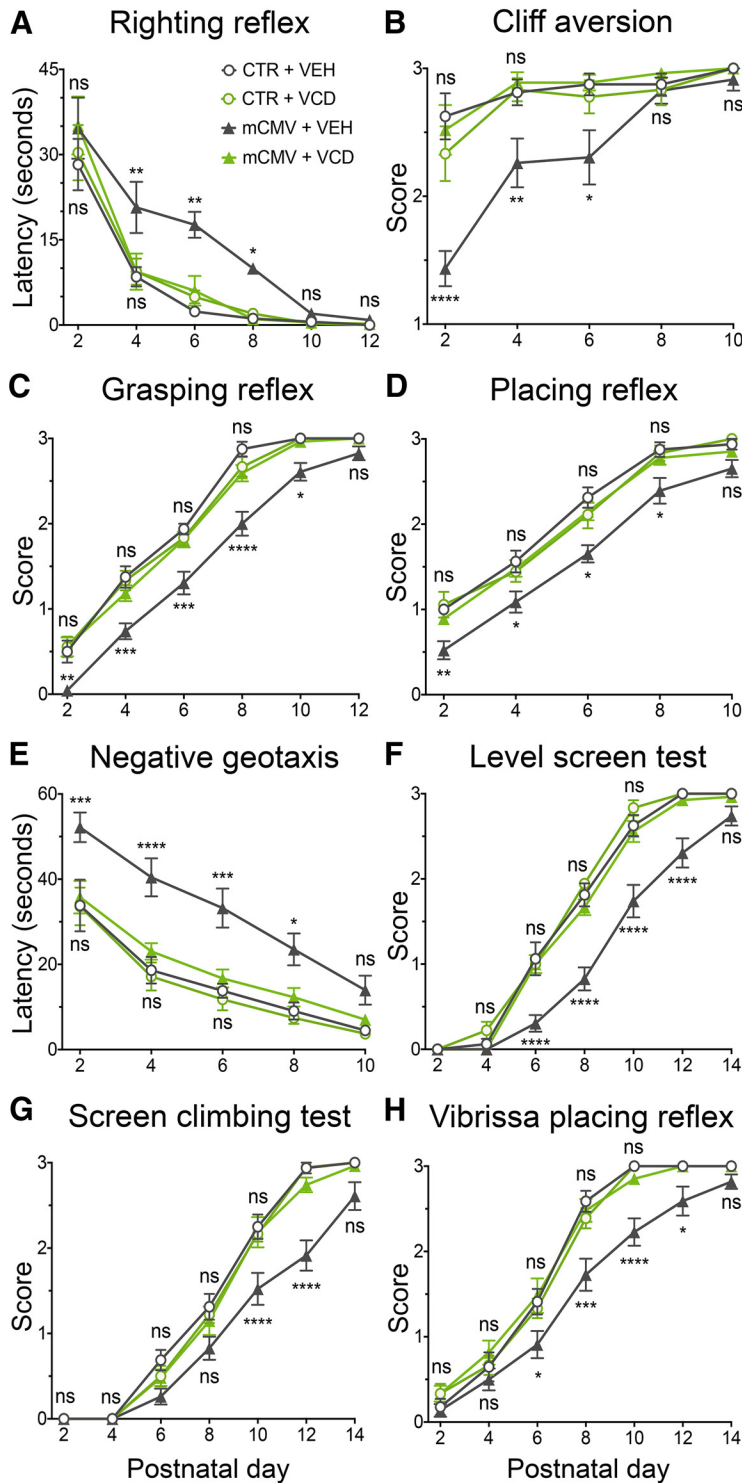 A Righting reflex
Latency (seconds)
45
30
15
0
2 4 6 8 10 12
ns
ns
**
ns
**
*
ns
ns
CTR + VEH
CTR + VCD
mCMV + VEH
mCMV + VCD
B Cliff aversion
Score
3
2
1
2 4 6 8 10
ns
ns
ns
****
**
*
ns
ns
C Grasping reflex
Score
3
2
1
0
2 4 6 8 10 12
ns
ns
ns
ns
**
***
***
****
*
ns
D Placing reflex
3
2
1
0
2 4 6 8 10
ns
ns
ns
ns
**
*
*
*
ns
E Negative geotaxis
Latency (seconds)
60
40
20
0
2 4 6 8 10
***
****
***
*
ns
ns
ns
ns
ns
F Level screen test
Score
3
2
1
0
2 4 6 8 10 12 14
ns
ns
ns
ns
****
****
****
****
ns
G Screen climbing test
Score
3
2
1
0
2 4 6 8 10 12 14
ns
ns
ns
ns
ns
ns
****
****
ns
Postnatal day
H Vibrissa placing reflex
Score
3
2
1
0
2 4 6 8 10 12 14
ns
ns
ns
ns
ns
ns
*
***
****
*
ns
Postnatal day